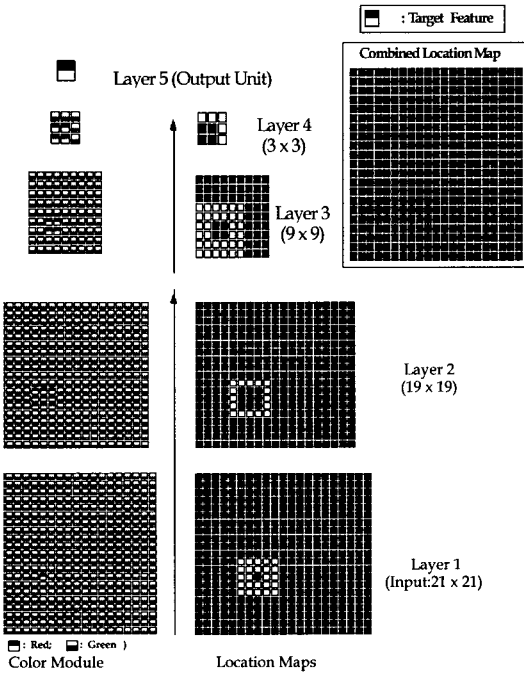 : Target Feature
Combined Location Map
Layer 5 (Output Unit)
Layer 4
(3 x 3)
Layer 3
(9 x 9)
Layer 2
(19 x 19)
Layer 1
(Input:21 x 21)
: Red; : Green )
Color Module
Location Maps